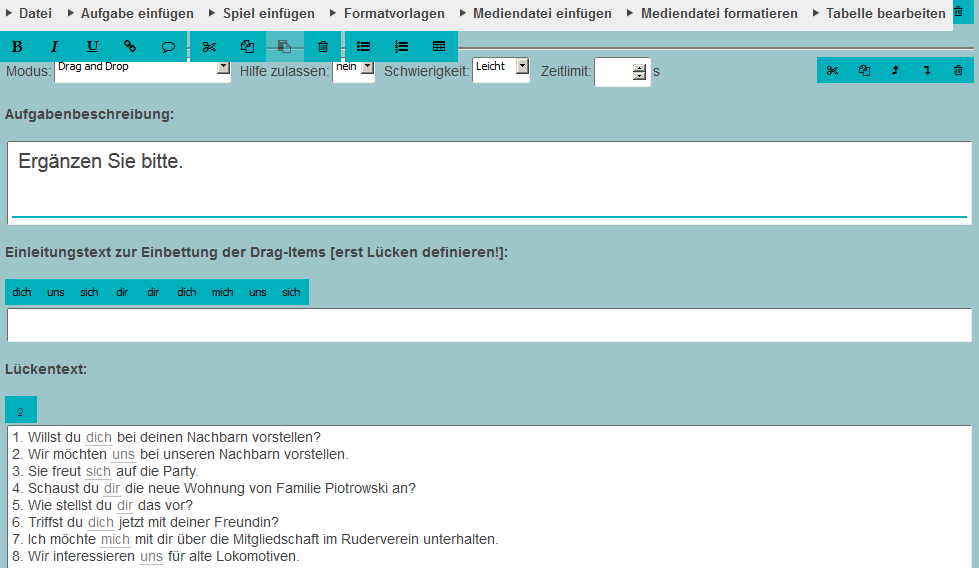 Datei Aufgabe einfügen Spiel einfügen Formatvorlagen Mediendatei einfügen Mediendatei formatieren Tabelle bearbeiten
B I U
Modus: Drag and Drop Hilfe zulassen: nein Schwierigkeit: Leicht Zeitlimit: s
Aufgabenbeschreibung:
Ergänzen Sie bitte.
Einleitungstext zur Einbettung der Drag-Items [erst Lücken definieren!]:
dich uns sich dir dir dich mich uns sich
Lückentext:
1. Willst du dich bei deinen Nachbarn vorstellen?
2. Wir möchten uns bei unseren Nachbarn vorstellen.
3. Sie freut sich auf die Party.
4. Schaust du dir die neue Wohnung von Familie Piotrowski an?
5. Wie stellst du dir das vor?
6. Triffst du dich jetzt mit deiner Freundin?
7. Ich möchte mich mit dir über die Mitgliedschaft im Ruderverein unterhalten.
8. Wir interessieren uns für alte Lokomotiven.